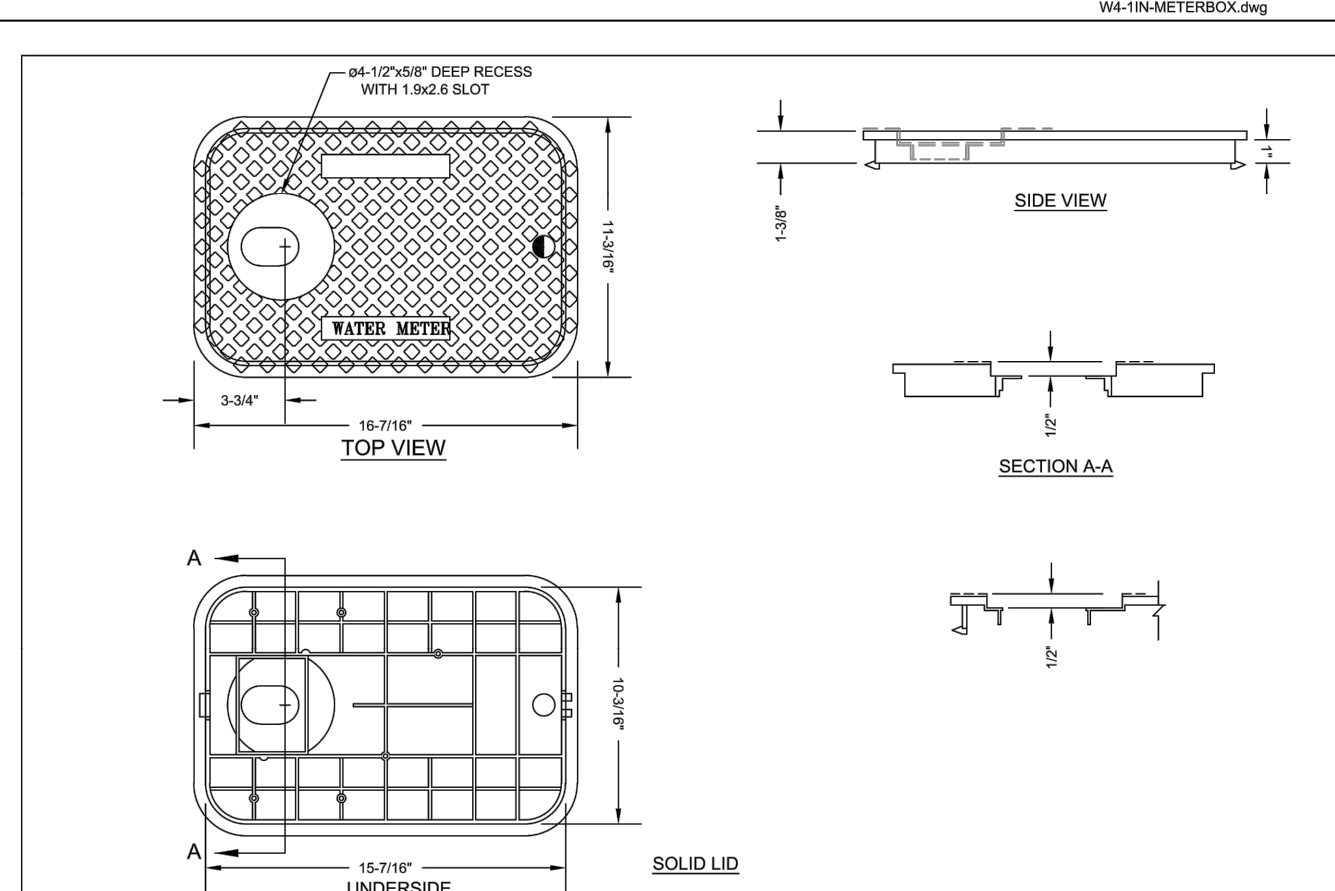 W4-1IN-METERBOX.dwg
ø4-1/2"x5/8" DEEP RECESS
WITH 1.9x2.6 SLOT
1"
SIDE VIEW
1-3/8"
11-3/16"
WATER METER
3-3/4"
16-7/16"
TOP VIEW
1/2"
SECTION A-A
A
10-3/16"
1/2"
A
15-7/16"
UNDERSIDE
SOLID LID